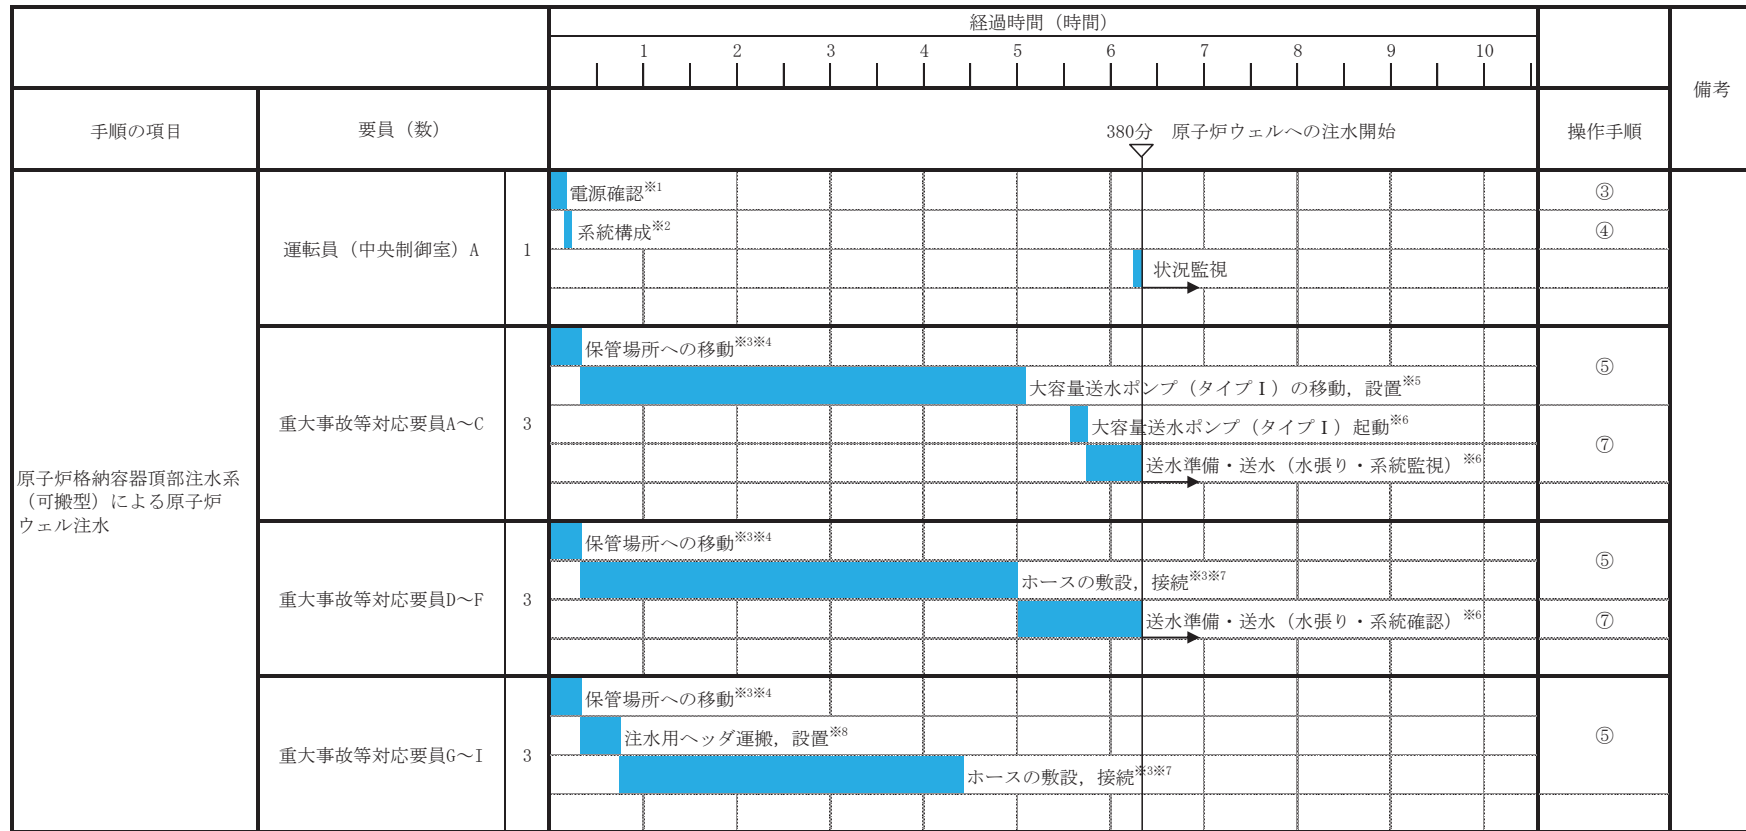 経過時間（時間）
1 2 3 4 5 6 7 8 9 10
備考
手順の項目
要員（数）
380分　原子炉ウェルへの注水開始
操作手順
原子炉格納容器頂部注水系
（可搬型）による原子炉
ウェル注水
運転員（中央制御室）A
1
電源確認※1
③
系統構成※2
④
状況監視
重大事故等対応要員A～C
3
保管場所への移動※3※4
大容量送水ポンプ（タイプⅠ）の移動，設置※5
⑤
大容量送水ポンプ（タイプⅠ）起動※6
送水準備・送水（水張り・系統監視）※6
⑦
重大事故等対応要員D～F
3
保管場所への移動※3※4
ホースの敷設，接続※3※7
⑤
送水準備・送水（水張り・系統確認）※6
⑦
重大事故等対応要員G～I
3
保管場所への移動※3※4
注水用ヘッダ運搬，設置※8
ホースの敷設，接続※3※7
⑤